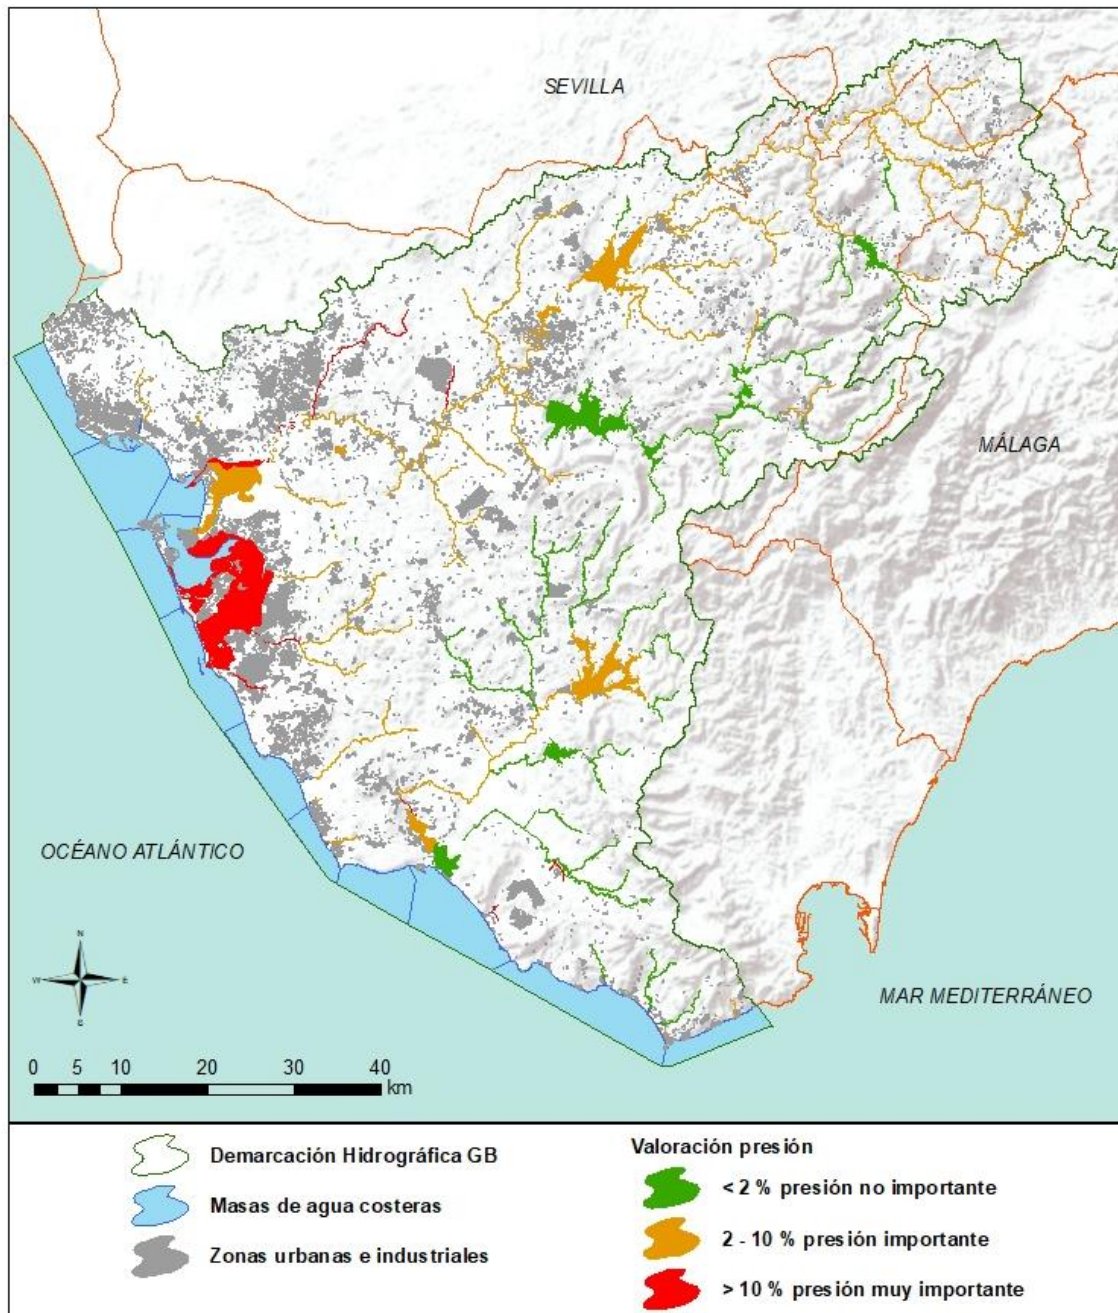 SEVILLA
MÁLAGA
OCÉANO ATLÁNTICO
MAR MEDITERRÁNEO
N
W E
S
0 5 10 20 30 40
km
Demarcación Hidrográfica GB
Masas de agua costeras
Zonas urbanas e industriales
Valoración presión
< 2 % presión no importante
2 - 10 % presión importante
> 10 % presión muy importante